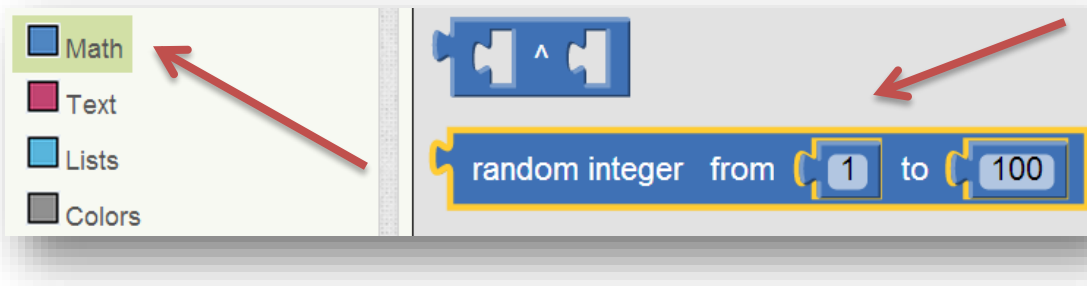 Math
Text
Lists
Colors
^
random integer from 1 to 100